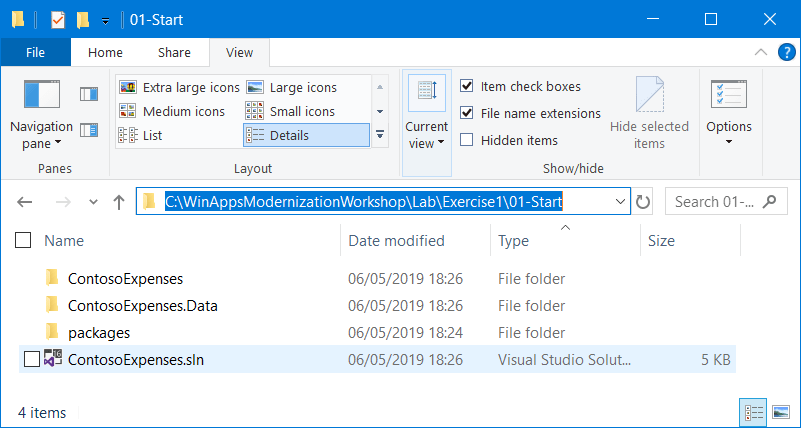 01-Start
File Home Share View
Navigation pane
Panes
Extra large icons Large icons
Medium icons Small icons
List Details
Layout
Current view
Item check boxes
File name extensions
Hidden items
Hide selected items
Show/hide
Options
C:\WinAppsModernizationWorkshop\Lab\Exercise1\01-Start
Search 01-...
Name Date modified Type Size
ContosoExpenses 06/05/2019 18:26 File folder
ContosoExpenses.Data 06/05/2019 18:26 File folder
packages 06/05/2019 18:24 File folder
ContosoExpenses.sln 06/05/2019 18:26 Visual Studio Solut... 5 KB
4 items